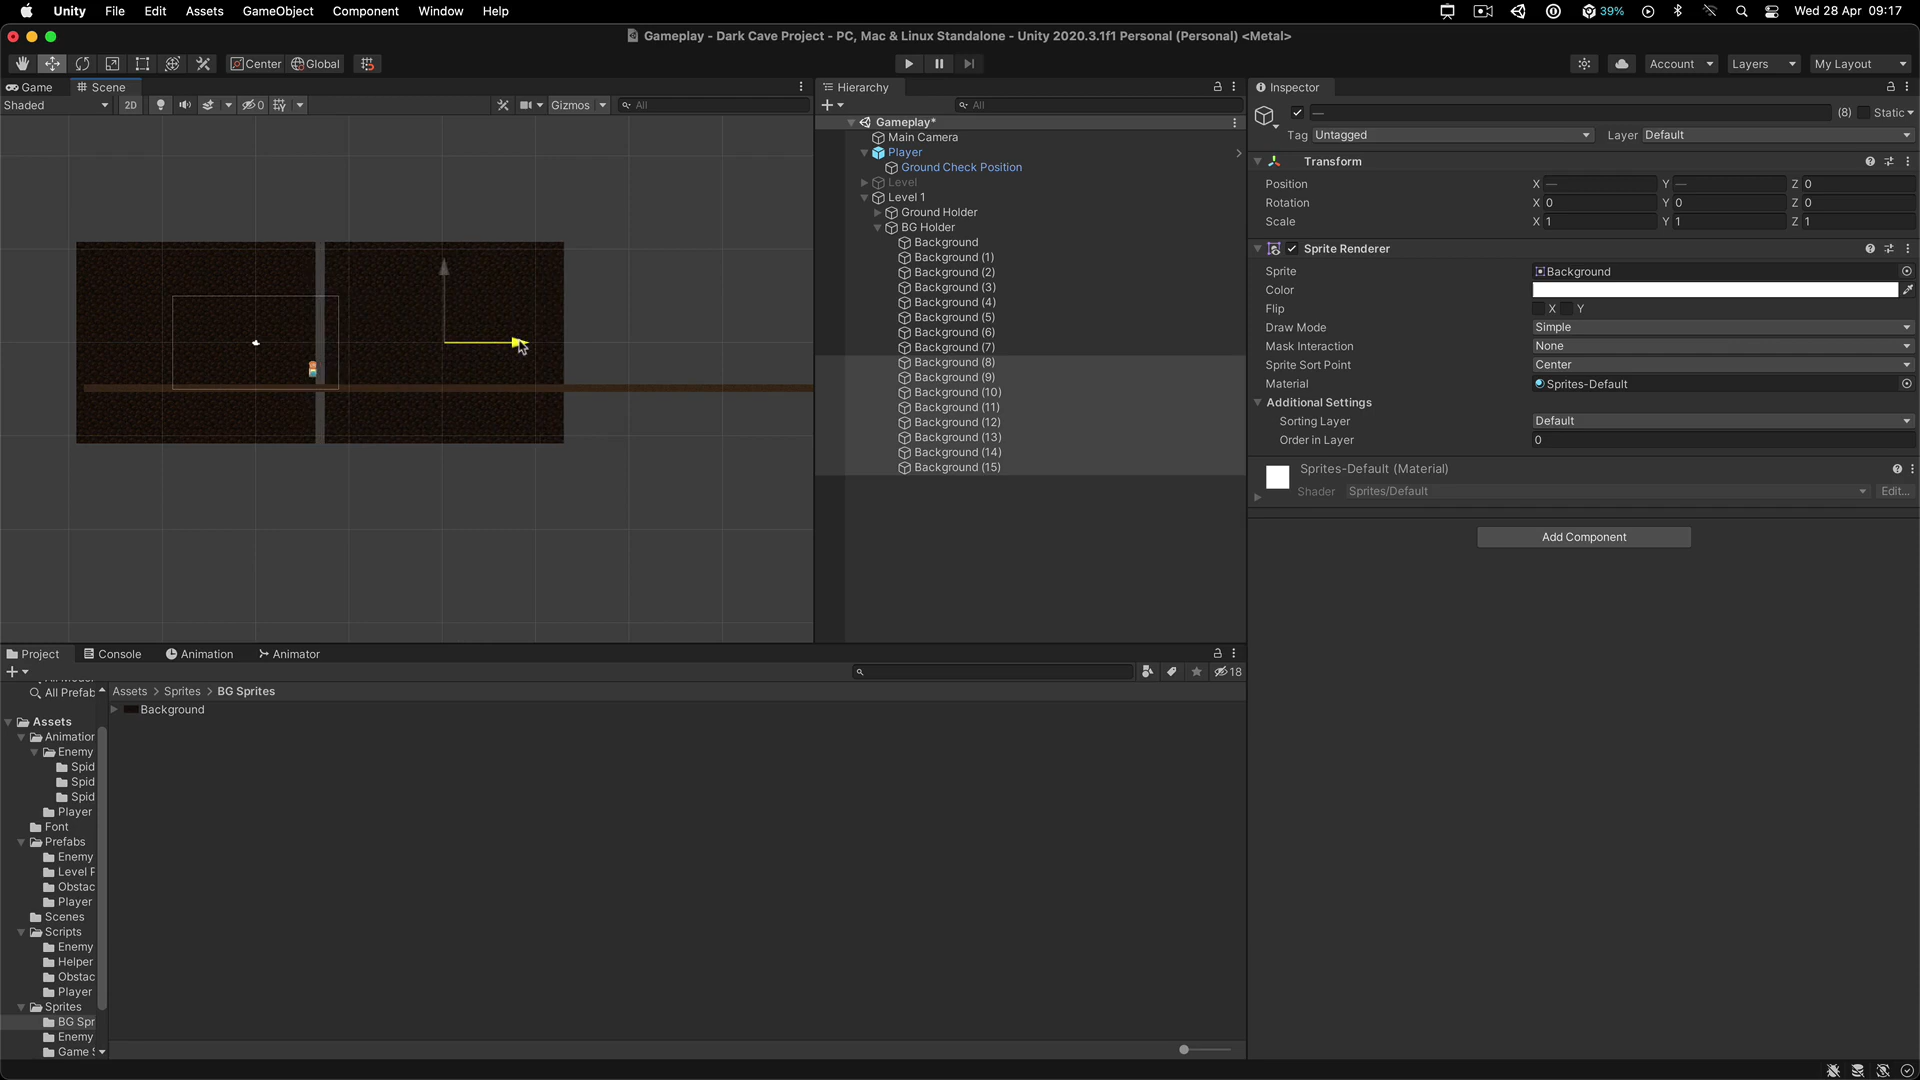 Unity File Edit Assets GameObject Component Window Help 39% Wed 28 Apr 09:17
Gameplay - Dark Cave Project - PC, Mac & Linux Standalone - Unity 2020.3.1f1 Personal (Personal) <Metal>
Center Global Account Layers My Layout
Game Scene
Shaded 2D 0 Gizmos All
Hierarchy
All
Gameplay*
Main Camera
Player
Ground Check Position
Level
Level 1
Ground Holder
BG Holder
Background
Background (1)
Background (2)
Background (3)
Background (4)
Background (5)
Background (6)
Background (7)
Background (8)
Background (9)
Background (10)
Background (11)
Background (12)
Background (13)
Background (14)
Background (15)
Inspector
— (8) Static
Tag Untagged Layer Default
Transform
Position X — Y — Z 0
Rotation X 0 Y 0 Z 0
Scale X 1 Y 1 Z 1
Sprite Renderer
Sprite Background
Color
Flip X Y
Draw Mode Simple
Mask Interaction None
Sprite Sort Point Center
Material Sprites-Default
Additional Settings
Sorting Layer Default
Order in Layer 0
Sprites-Default (Material)
Shader Sprites/Default Edit...
Add Component
Project Console Animation Animator
18
All Prefab
Assets
Animation
Enemy
Spid
Spid
Spid
Player
Font
Prefabs
Enemy
Level P
Obstac
Player
Scenes
Scripts
Enemy
Helper
Obstac
Player
Sprites
BG Spr
Enemy
Game S
Assets > Sprites > BG Sprites
Background